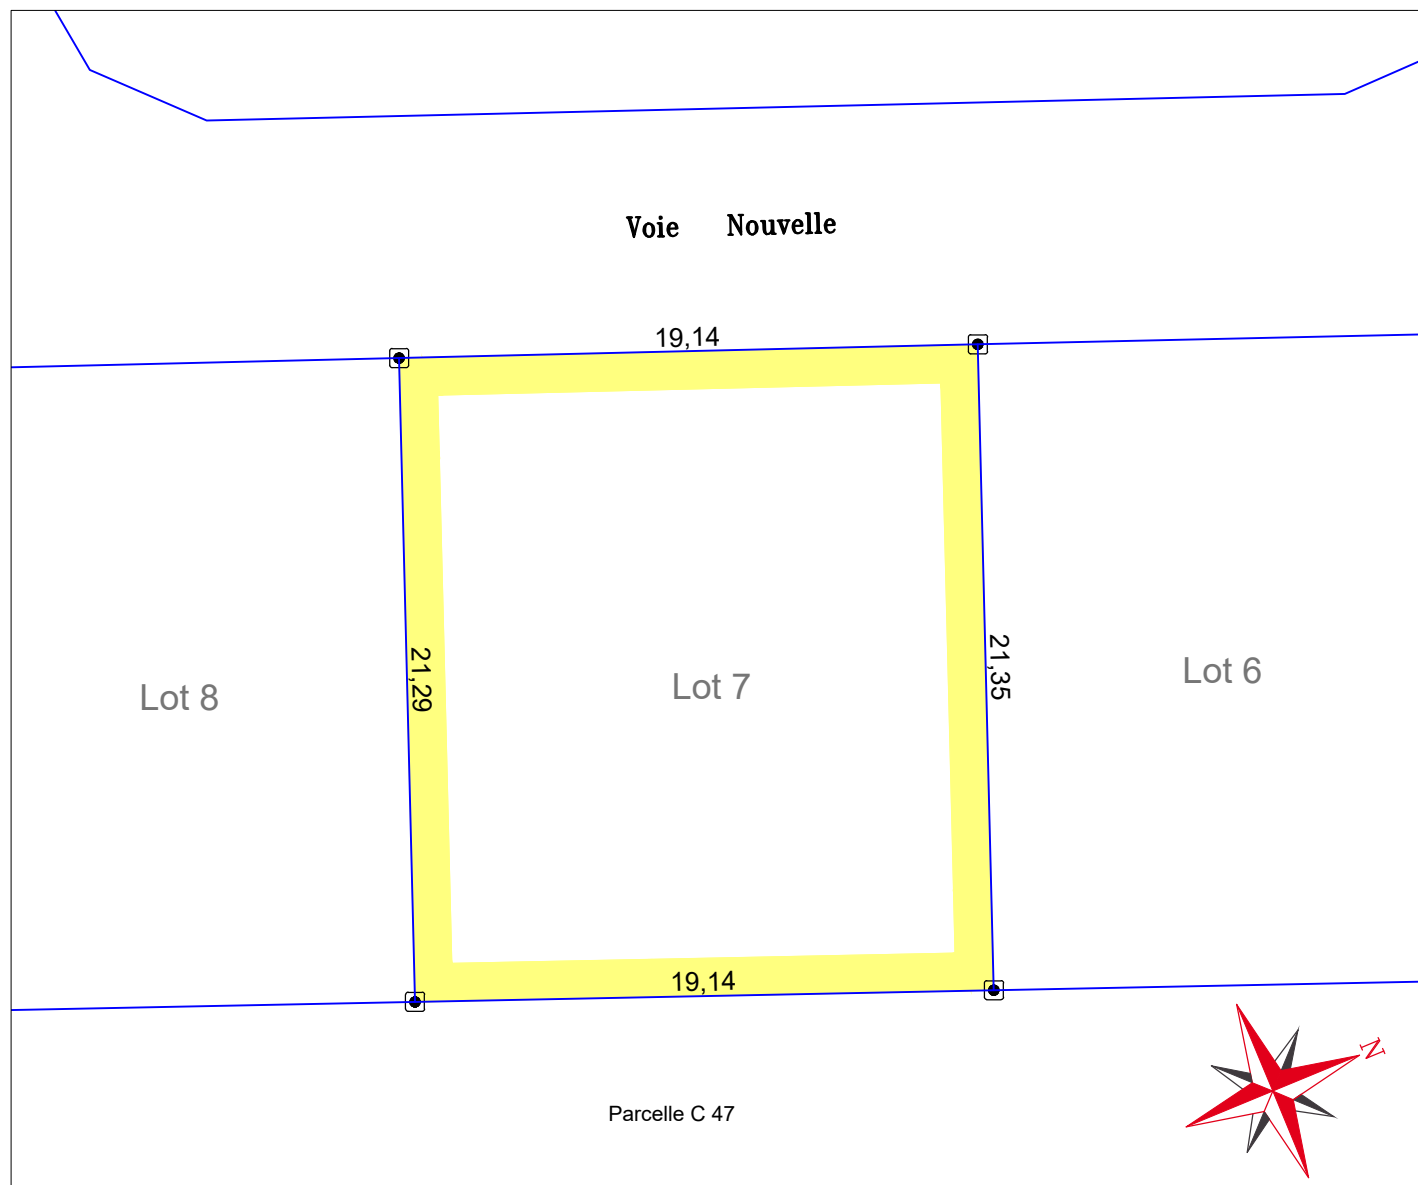 Voie Nouvelle
19,14
21,29
21,35
Lot 8
Lot 7
Lot 6
19,14
N
Parcelle C 47